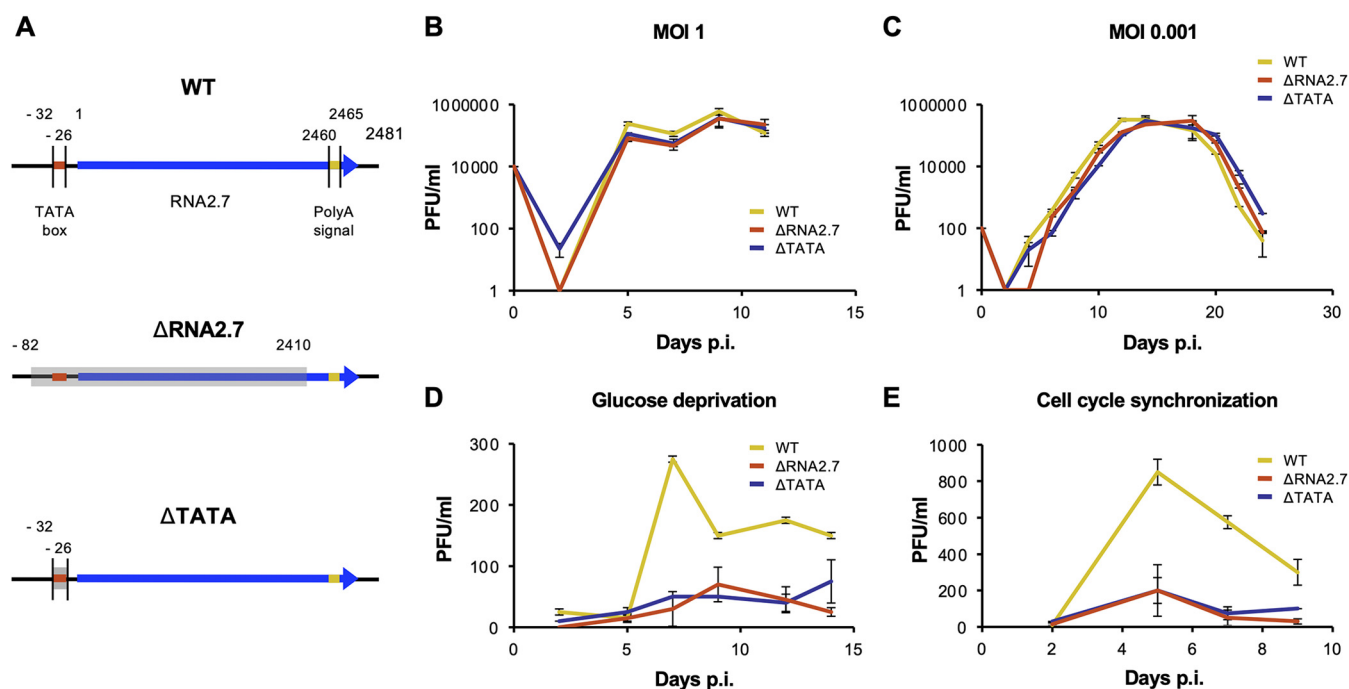 A
WT
- 32
1
2465
- 26
2460
2481
TATA
box
RNA2.7
PolyA
signal
ΔRNA2.7
- 82
2410
ΔTATA
- 32
- 26
B
MOI 1
1000000
10000
100
1
PFU/ml
0
5
10
15
Days p.i.
WT
ΔRNA2.7
ΔTATA
C
MOI 0.001
1000000
10000
100
1
PFU/ml
0
10
20
30
Days p.i.
WT
ΔRNA2.7
ΔTATA
D
Glucose deprivation
300
200
100
0
PFU/ml
0
5
10
15
Days p.i.
WT
ΔRNA2.7
ΔTATA
E
Cell cycle synchronization
1000
800
600
400
200
0
PFU/ml
0
2
4
6
8
10
Days p.i.
WT
ΔRNA2.7
ΔTATA